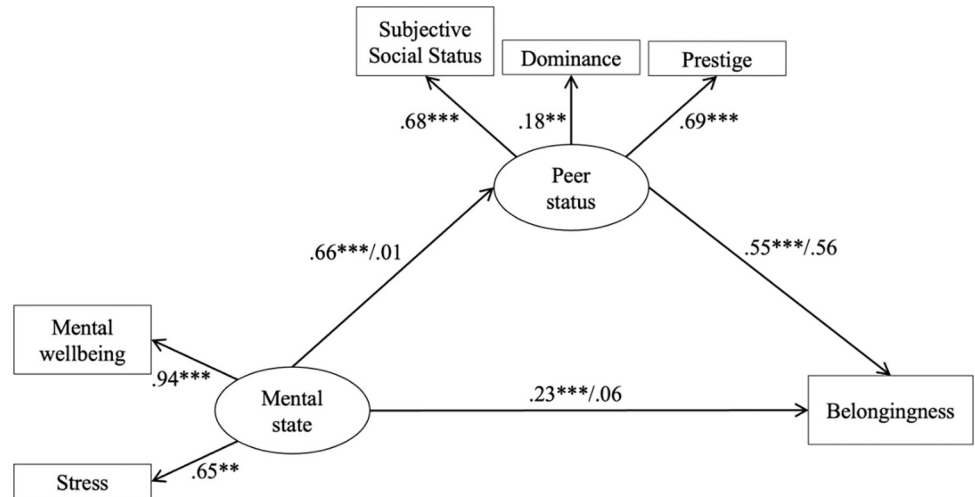 Subjective
Social Status
Dominance
Prestige
.68***
.18**
.69***
Peer
status
.66***/.01
.55***/.56
Mental
wellbeing
.94***
Mental
state
.23***/.06
Belongingness
.65**
Stress